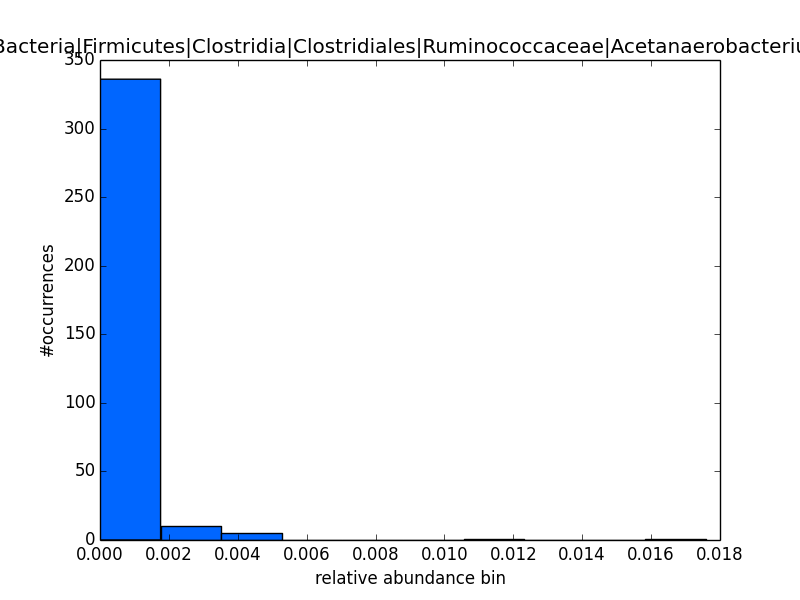 Bacteria|Firmicutes|Clostridia|Clostridiales|Ruminococcaceae|Acetanaerobacteriu
350
300
250
200
150
100
50
0
#occurrences
0.000 0.002 0.004 0.006 0.008 0.010 0.012 0.014 0.016 0.018
relative abundance bin